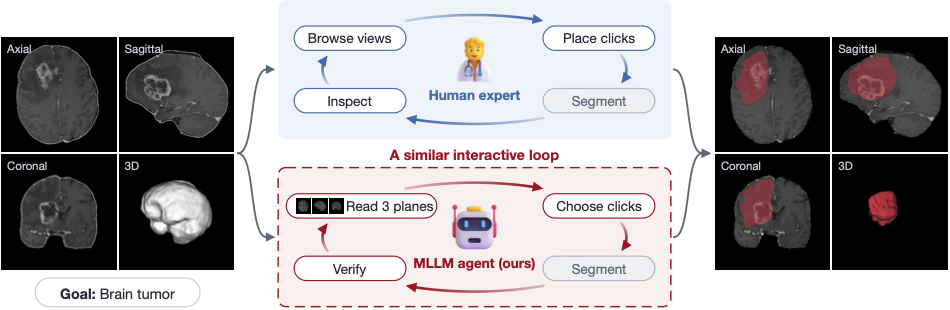 Axial
Sagittal
Coronal
3D
Goal: Brain tumor
Browse views
Place clicks
Inspect
Segment
Human expert
A similar interactive loop
Read 3 planes
Choose clicks
Verify
Segment
MLLM agent (ours)
Axial
Sagittal
Coronal
3D